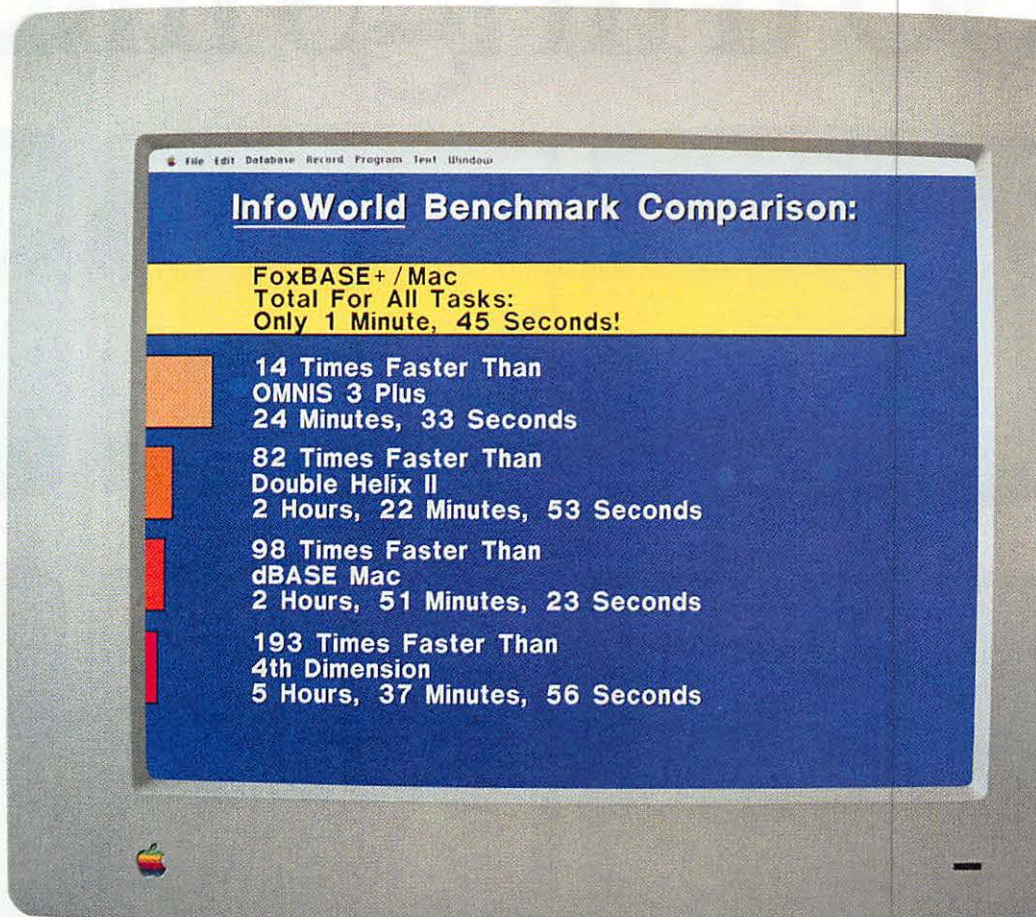 File Edit Database Record Program Text Window
InfoWorld Benchmark Comparison:
FoxBASE+/Mac
Total For All Tasks:
Only 1 Minute, 45 Seconds!
14 Times Faster Than
OMNIS 3 Plus
24 Minutes, 33 Seconds
82 Times Faster Than
Double Helix II
2 Hours, 22 Minutes, 53 Seconds
98 Times Faster Than
dBASE Mac
2 Hours, 51 Minutes, 23 Seconds
193 Times Faster Than
4th Dimension
5 Hours, 37 Minutes, 56 Seconds